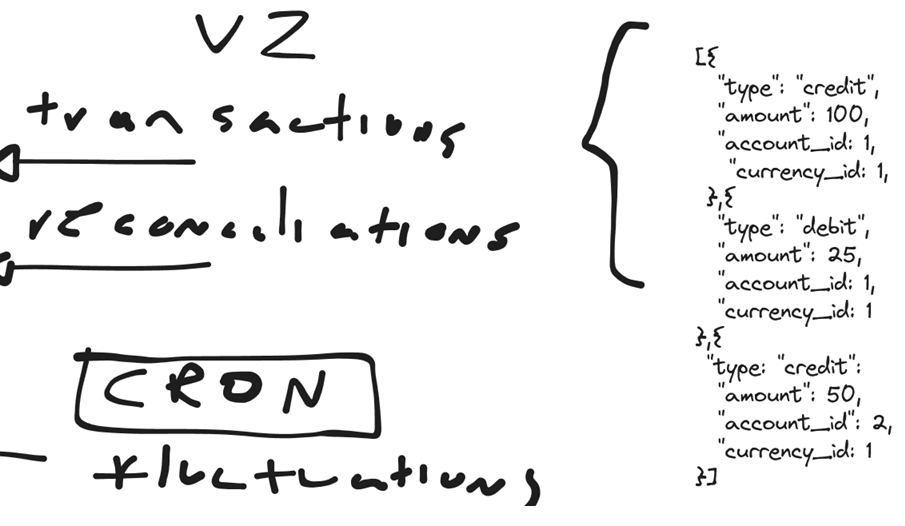 VZ
transactions
reconciliations
CRON
fluctuations
[{
"type": "credit",
"amount": 100,
"account_id: 1,
"currency_id: 1,
},{
"type": "debit",
"amount": 25,
"account_id: 1,
"currency_id: 1
},{
"type: "credit":
"amount": 50,
"account_id": 2,
"currency_id: 1
}]